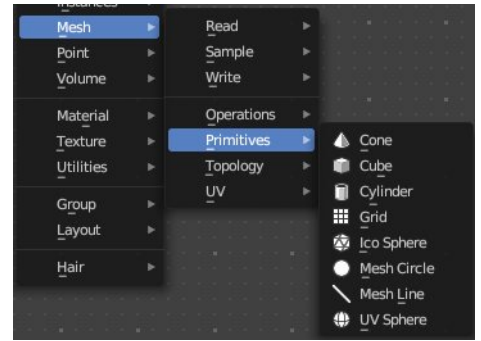 Mesh
Point
Volume
Material
Texture
Utilities
Group
Layout
Hair
Read
Sample
Write
Operations
Primitives
Topology
UV
Cone
Cube
Cylinder
Grid
Ico Sphere
Mesh Circle
Mesh Line
UV Sphere